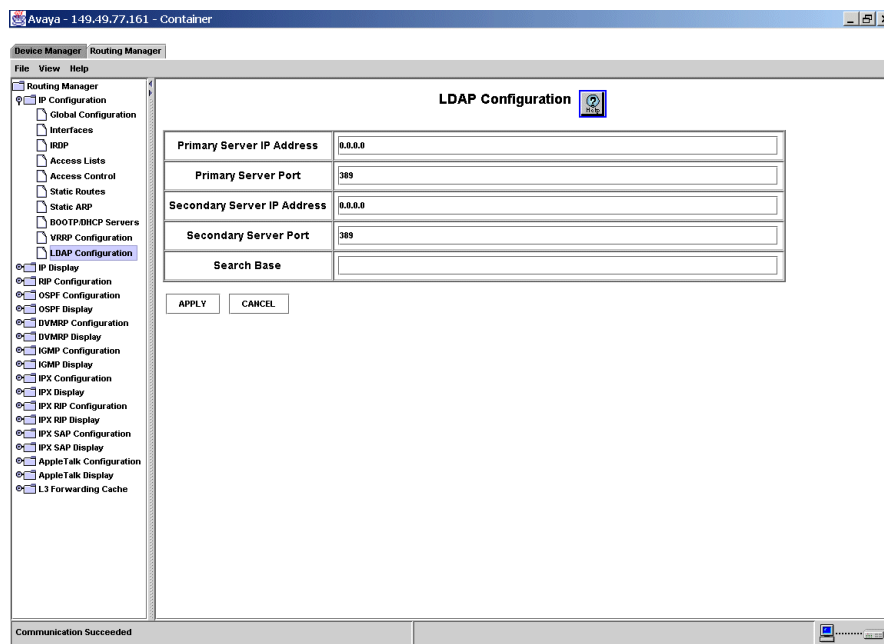 Avaya - 149.49.77.161 - Container
Device Manager Routing Manager
File View Help
Routing Manager
IP Configuration
Global Configuration
Interfaces
IRDP
Access Lists
Access Control
Static Routes
Static ARP
BOOTP/DHCP Servers
VRRP Configuration
LDAP Configuration
IP Display
RIP Configuration
OSPF Configuration
OSPF Display
DVMRP Configuration
DVMRP Display
IGMP Configuration
IGMP Display
IPX Configuration
IPX Display
IPX RIP Configuration
IPX RIP Display
IPX SAP Configuration
IPX SAP Display
AppleTalk Configuration
AppleTalk Display
L3 Forwarding Cache
LDAP Configuration
Help
Primary Server IP Address 0.0.0.0
Primary Server Port 389
Secondary Server IP Address 0.0.0.0
Secondary Server Port 389
Search Base
APPLY CANCEL
Communication Succeeded